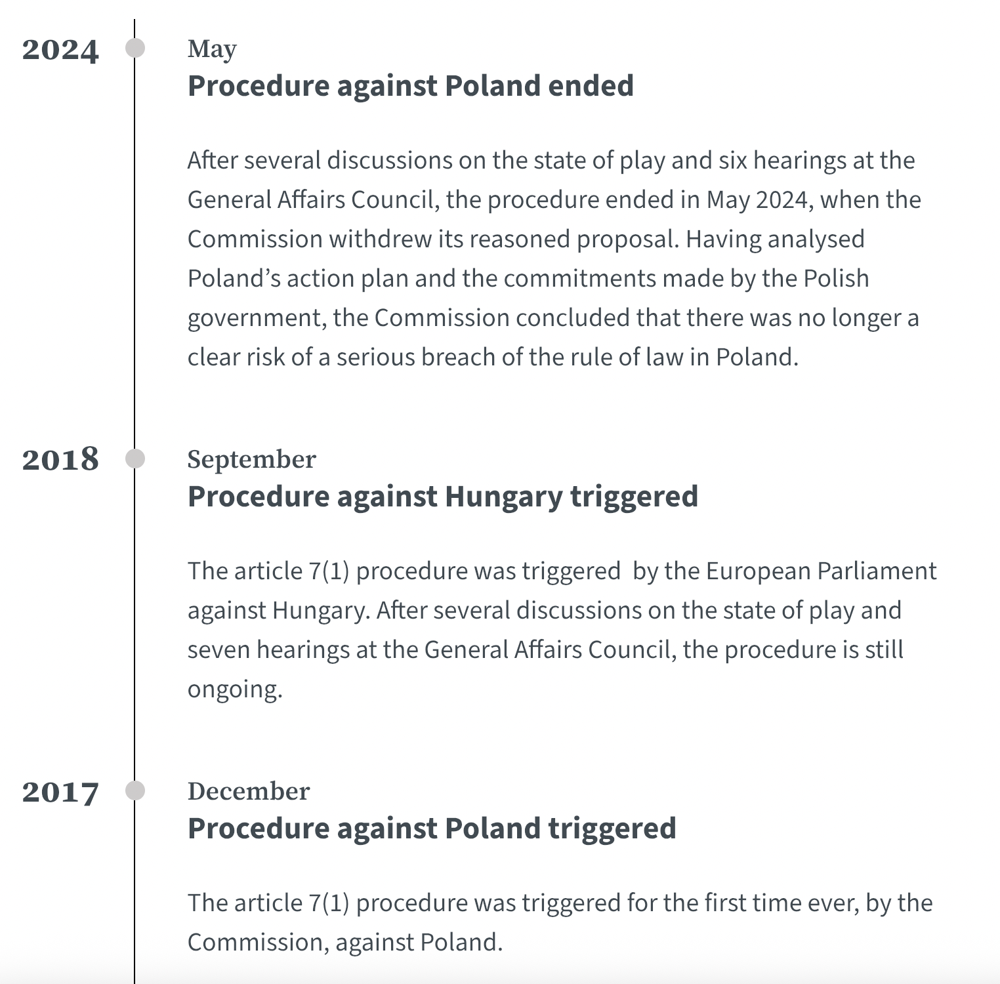 2024
May
Procedure against Poland ended
After several discussions on the state of play and six hearings at the
General Affairs Council, the procedure ended in May 2024, when the
Commission withdrew its reasoned proposal. Having analysed
Poland’s action plan and the commitments made by the Polish
government, the Commission concluded that there was no longer a
clear risk of a serious breach of the rule of law in Poland.
2018
September
Procedure against Hungary triggered
The article 7(1) procedure was triggered  by the European Parliament
against Hungary. After several discussions on the state of play and
seven hearings at the General Affairs Council, the procedure is still
ongoing.
2017
December
Procedure against Poland triggered
The article 7(1) procedure was triggered for the first time ever, by the
Commission, against Poland.